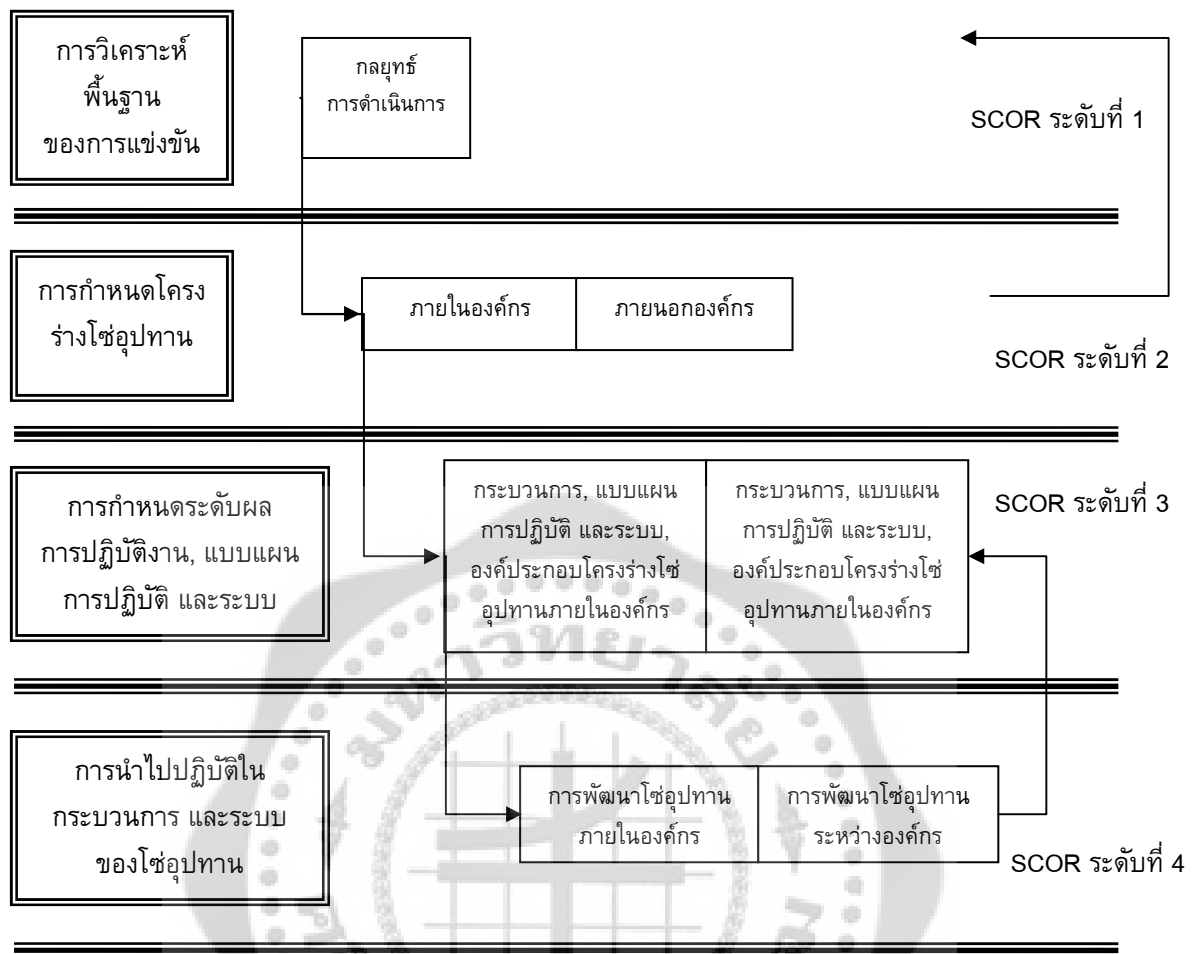 การวิเคราะห์
พื้นฐาน
ของการแข่งขัน
กลยุทธ์
การดำเนินการ
SCOR ระดับที่ 1
การกำหนดโครง
ร่างโซ่อุปทาน
ภายในองค์กร
ภายนอกองค์กร
SCOR ระดับที่ 2
การกำหนดระดับผล
การปฏิบัติงาน, แบบแผน
การปฏิบัติ และระบบ
กระบวนการ, แบบแผน
การปฏิบัติ และระบบ,
องค์ประกอบโครงร่างโซ่
อุปทานภายในองค์กร
กระบวนการ, แบบแผน
การปฏิบัติ และระบบ,
องค์ประกอบโครงร่างโซ่
อุปทานภายในองค์กร
SCOR ระดับที่ 3
การนำไปปฏิบัติใน
กระบวนการ และระบบ
ของโซ่อุปทาน
การพัฒนาโซ่อุปทาน
ภายในองค์กร
การพัฒนาโซ่อุปทาน
ระหว่างองค์กร
SCOR ระดับที่ 4
มหาวิทยาลัย